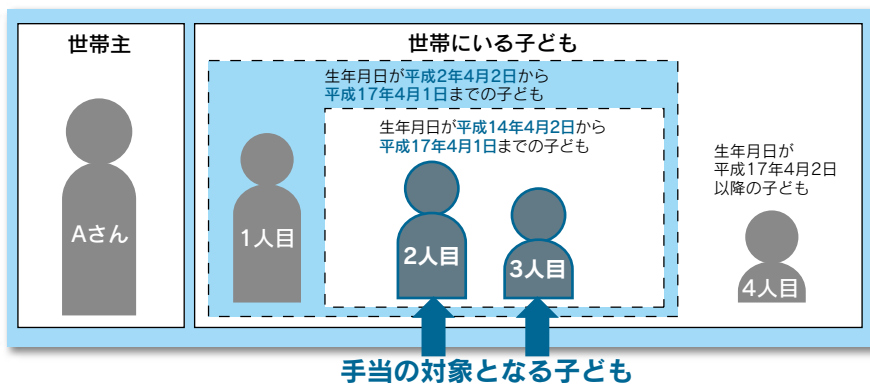 世帯主
Aさん
世帯にいる子ども
生年月日が平成2年4月2日から
平成17年4月1日までの子ども
1人目
生年月日が平成14年4月2日から
平成17年4月1日までの子ども
2人目
3人目
生年月日が
平成17年4月2日
以降の子ども
4人目
手当の対象となる子ども